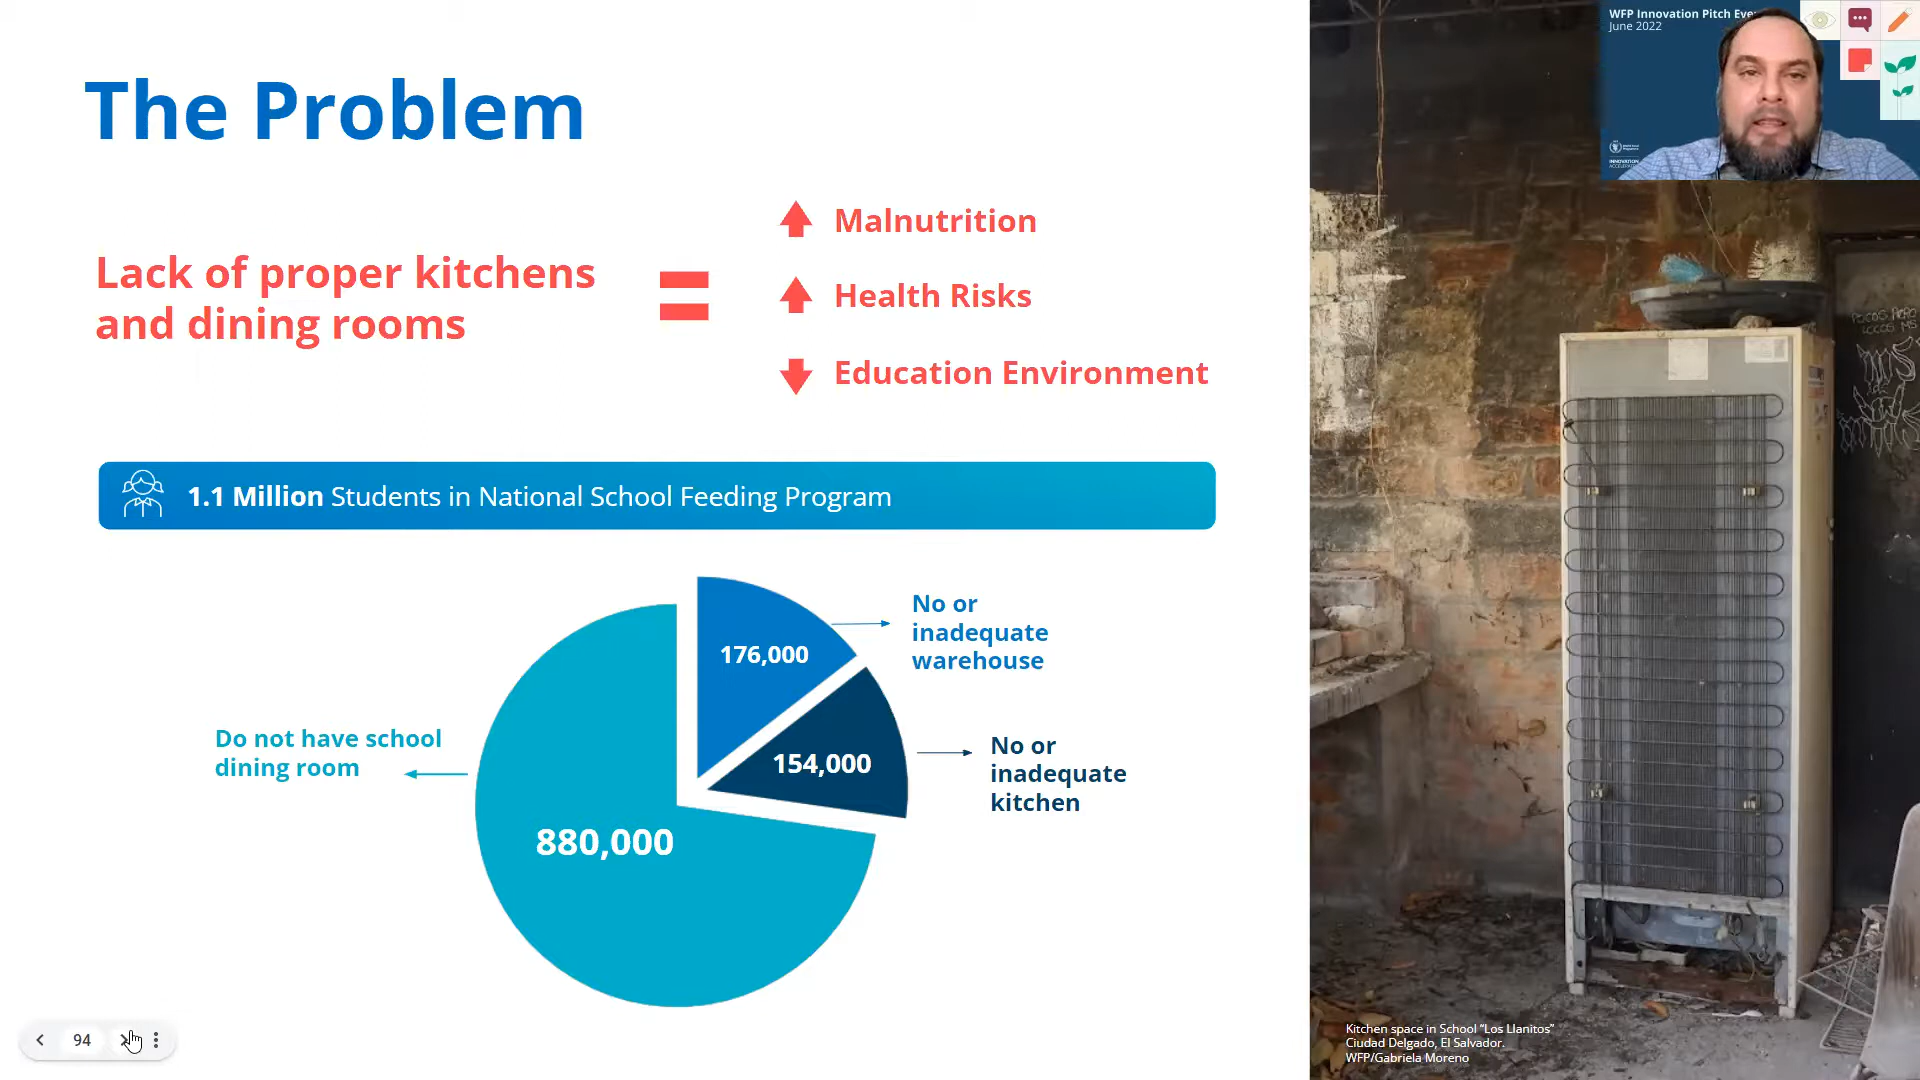 The Problem
Lack of proper kitchens
and dining rooms
Malnutrition
Health Risks
Education Environment
1.1 Million Students in National School Feeding Program
No or
inadequate
warehouse
176,000
No or
inadequate
kitchen
154,000
Do not have school
dining room
880,000
94
WFP Innovation Pitch
June 2022
INNOVATION
Kitchen space in School “Los Llanitos”
Ciudad Delgado, El Salvador.
WFP/Gabriela Moreno